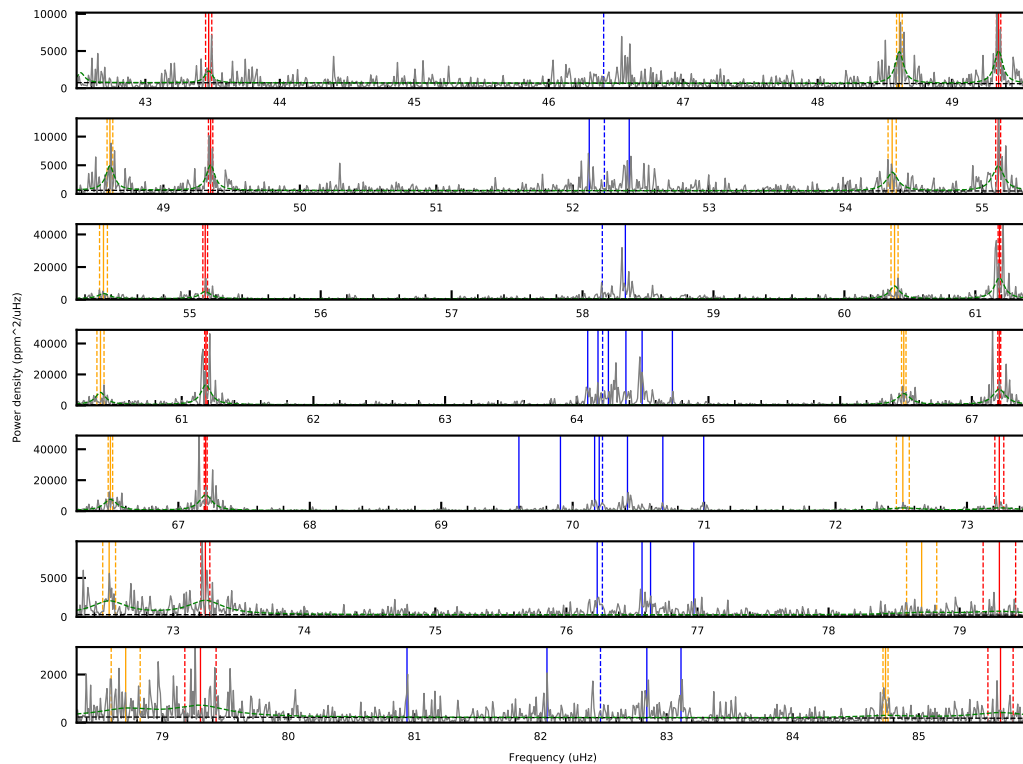 10000
5000
0
43 44 45 46 47 48 49
10000
5000
0
49 50 51 52 53 54 55
40000
20000
0
55 56 57 58 59 60 61
40000
20000
0
61 62 63 64 65 66 67
40000
20000
0
67 68 69 70 71 72 73
5000
0
73 74 75 76 77 78 79
2000
0
79 80 81 82 83 84 85
Power density (ppm^2/uHz)
Frequency (uHz)